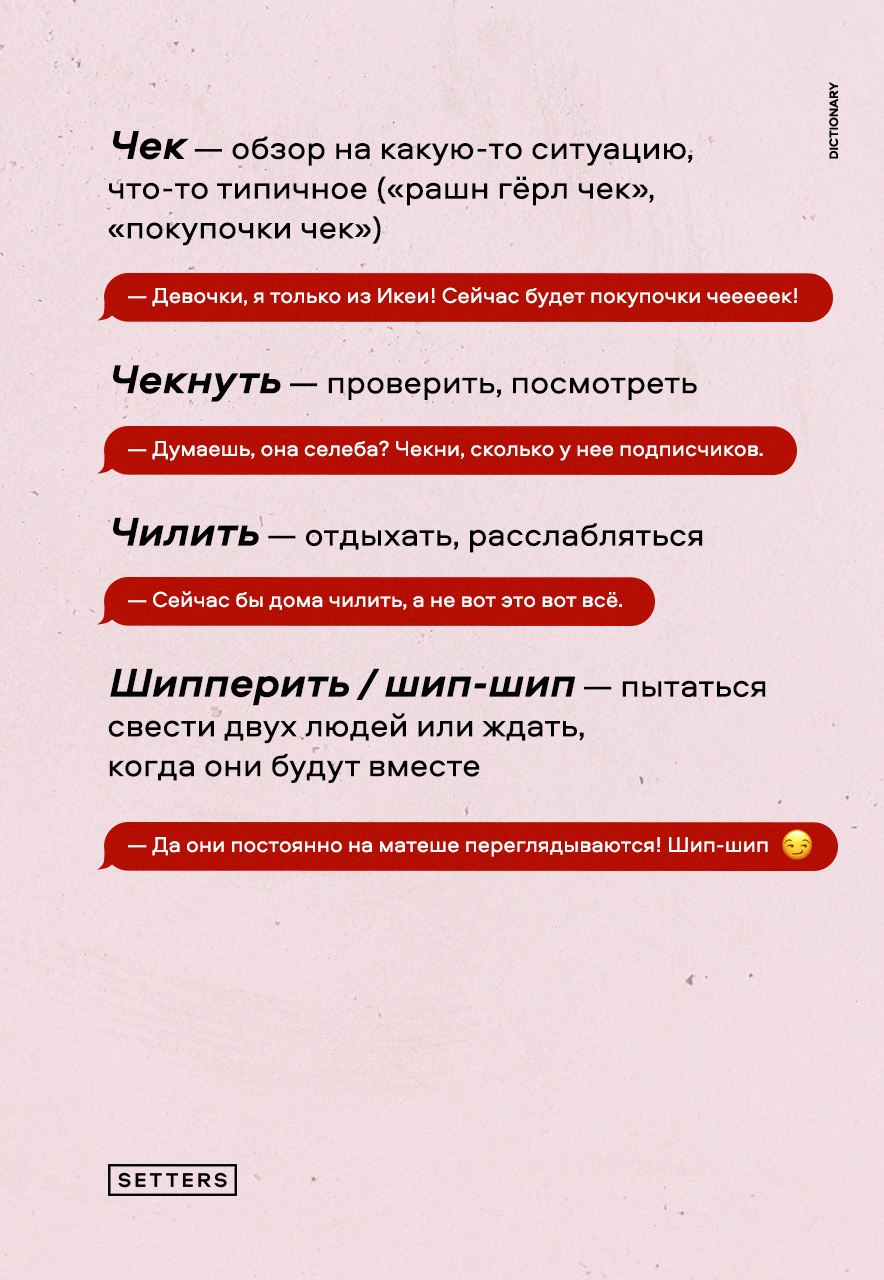 DICTIONARY
Чек — обзор на какую-то ситуацию,
что-то типичное («рашн гёрл чек»,
«покупочки чек»)
— Девочки, я только из Икеи! Сейчас будет покупочки чееееек!
Чекнуть — проверить, посмотреть
— Думаешь, она селеба? Чекни, сколько у нее подписчиков.
Чилить — отдыхать, расслабляться
— Сейчас бы дома чилить, а не вот это вот всё.
Шипперить / шип-шип — пытаться
свести двух людей или ждать,
когда они будут вместе
— Да они постоянно на матеше переглядываются! Шип-шип 😏
SETTERS